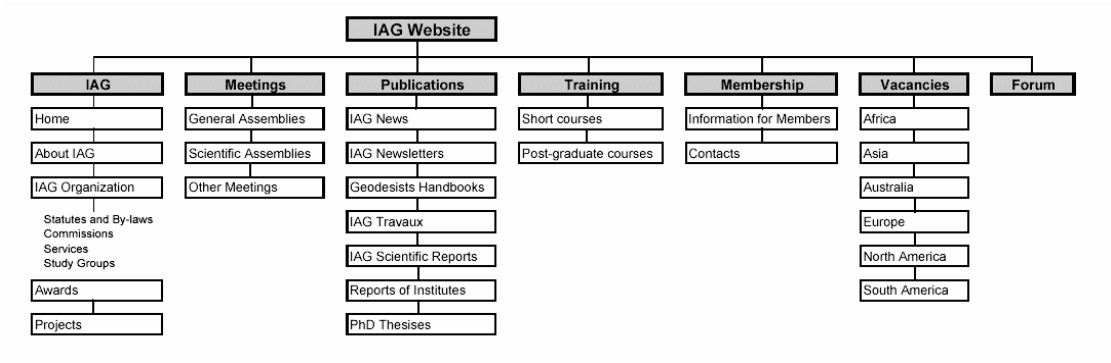 IAG Website
IAG
Meetings
Publications
Training
Membership
Vacancies
Forum
Home
About IAG
IAG Organization
Statutes and By-laws
Commissions
Services
Study Groups
Awards
Projects
General Assemblies
Scientific Assemblies
Other Meetings
IAG News
IAG Newsletters
Geodesists Handbooks
IAG Travaux
IAG Scientific Reports
Reports of Institutes
PhD Thesises
Short courses
Post-graduate courses
Information for Members
Contacts
Africa
Asia
Australia
Europe
North America
South America